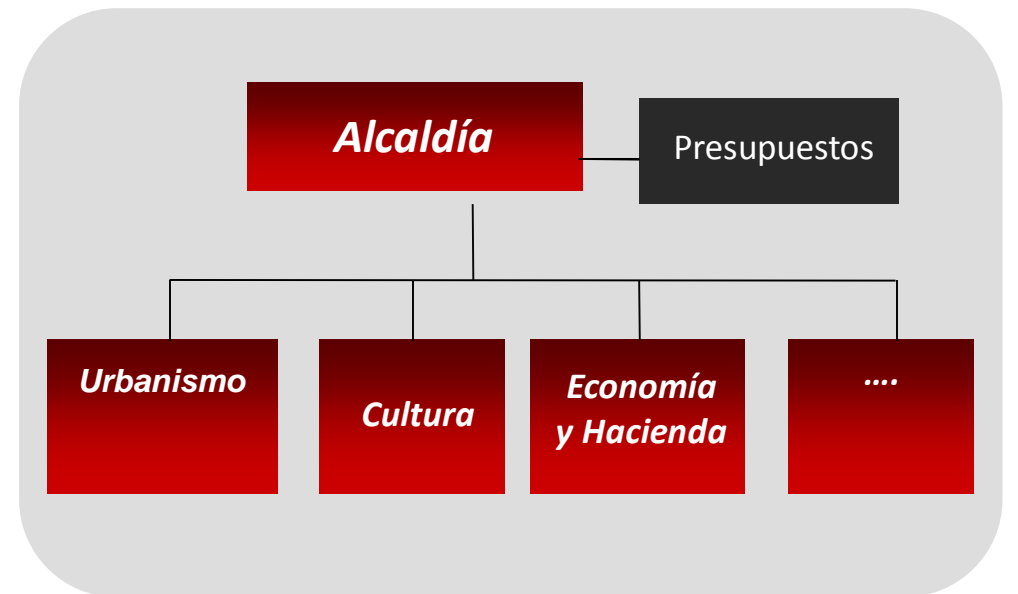 Alcaldía
Presupuestos
Urbanismo
Cultura
Economía
y Hacienda
....